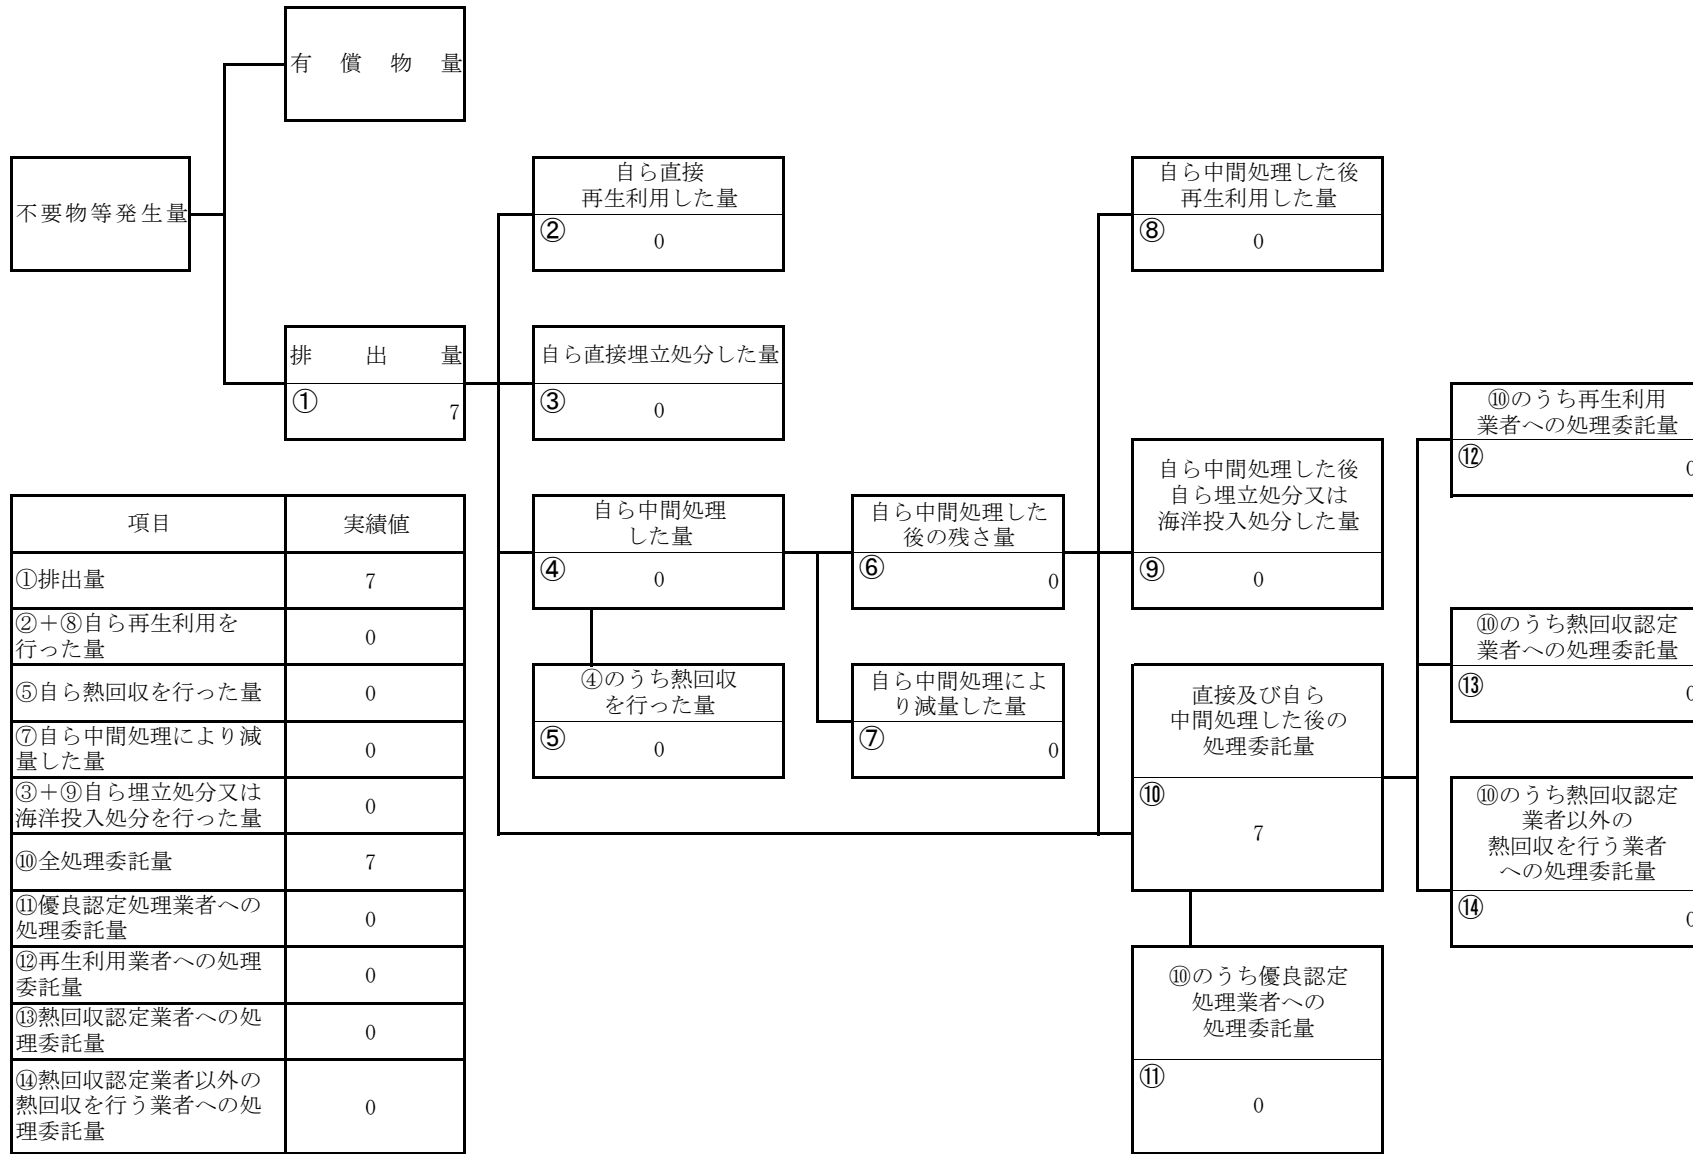 有償物量
不要物等発生量
自ら直接
再生利用した量
②
0
自ら中間処理した後
再生利用した量
⑧
0
排出量
①
7
自ら直接埋立処分した量
③
0
⑩のうち再生利用
業者への処理委託量
⑫
0
自ら中間処理
した量
④
0
自ら中間処理した
後の残さ量
⑥
0
自ら中間処理した後
自ら埋立処分又は
海洋投入処分した量
⑨
0
④のうち熱回収
を行った量
⑤
0
自ら中間処理によ
り減量した量
⑦
0
直接及び自ら
中間処理した後の
処理委託量
⑩
7
⑩のうち熱回収認定
業者への処理委託量
⑬
0
⑩のうち熱回収認定
業者以外の
熱回収を行う業者
への処理委託量
⑭
0
⑩のうち優良認定
処理業者への
処理委託量
⑪
0
項目 実績値
①排出量 7
②＋⑧自ら再生利用を
行った量 0
⑤自ら熱回収を行った量 0
⑦自ら中間処理により減
量した量 0
③＋⑨自ら埋立処分又は
海洋投入処分を行った量 0
⑩全処理委託量 7
⑪優良認定処理業者への
処理委託量 0
⑫再生利用業者への処理
委託量 0
⑬熱回収認定業者への処
理委託量 0
⑭熱回収認定業者以外の
熱回収を行う業者への処
理委託量 0